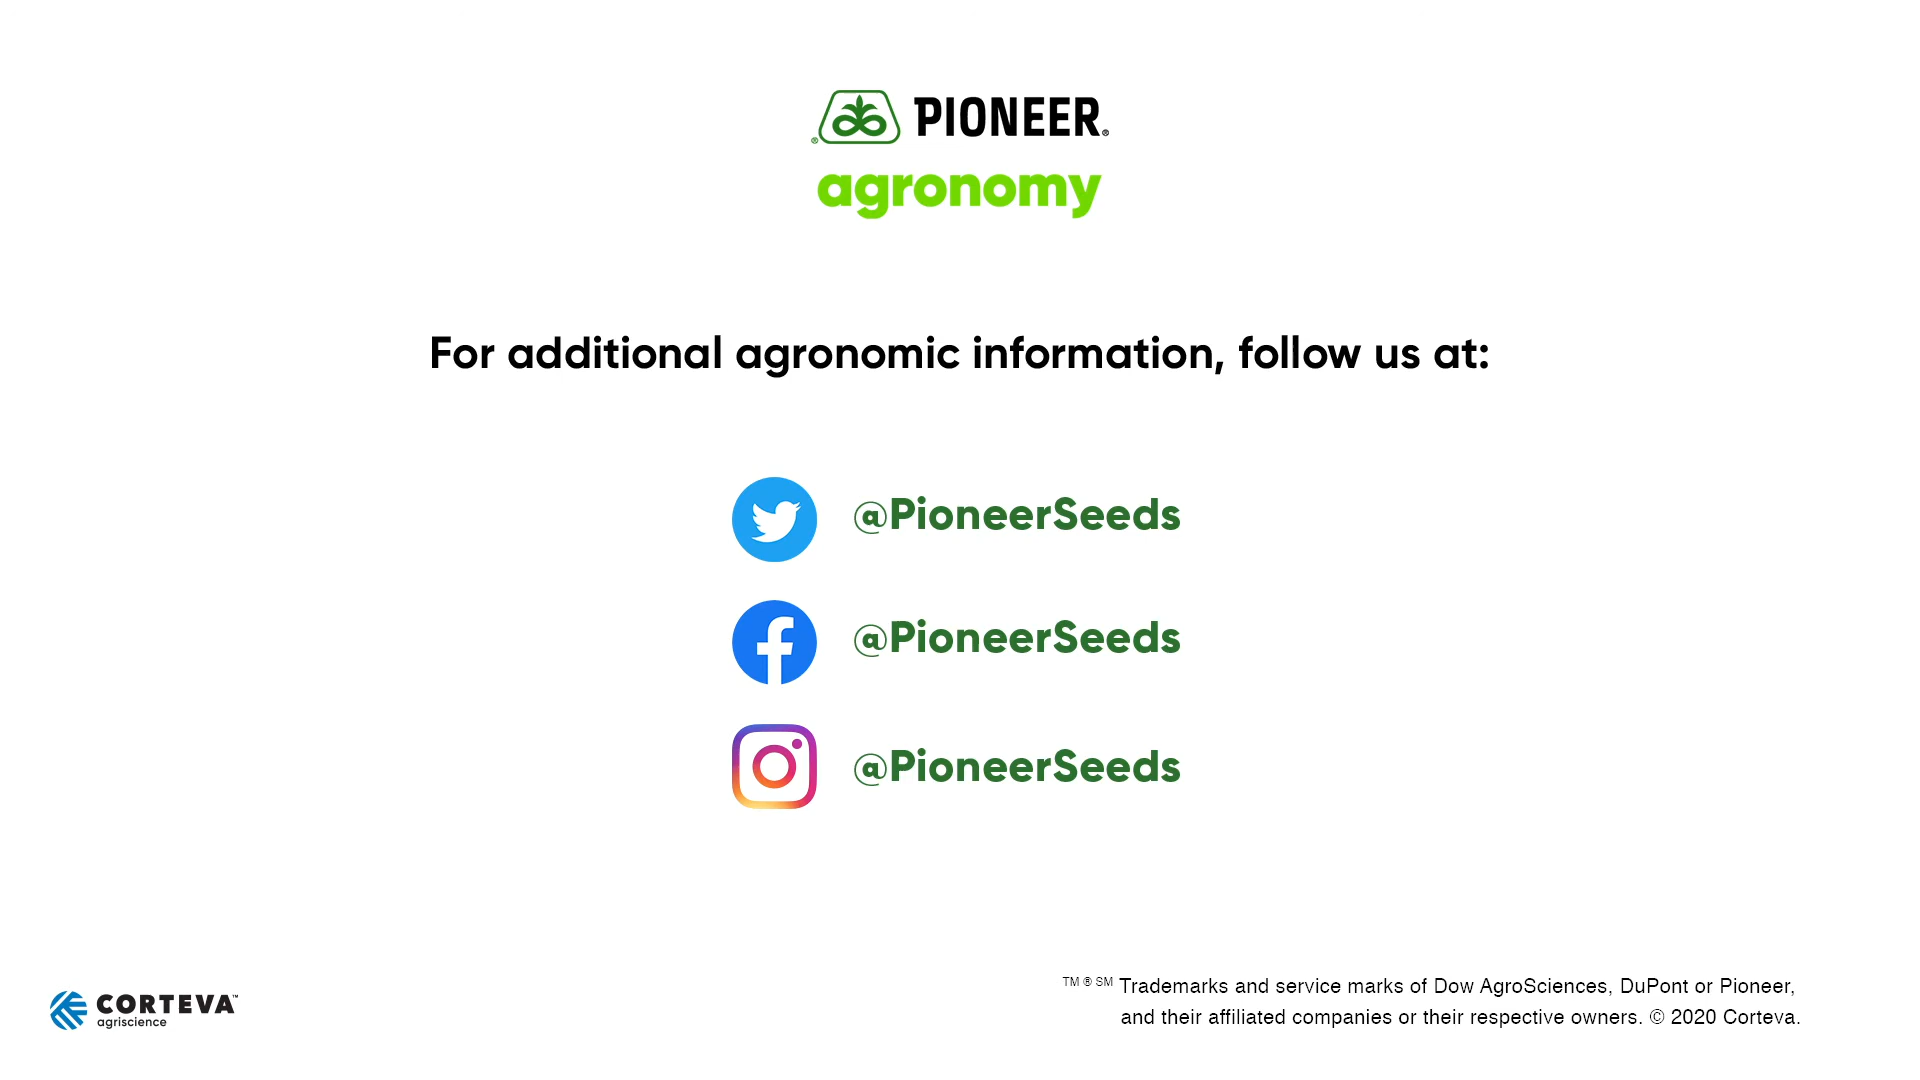 PIONEER®
agronomy
For additional agronomic information, follow us at:
@PioneerSeeds
@PioneerSeeds
@PioneerSeeds
CORTEVA™
agriscience
TM ® SM Trademarks and service marks of Dow AgroSciences, DuPont or Pioneer,
and their affiliated companies or their respective owners. © 2020 Corteva.